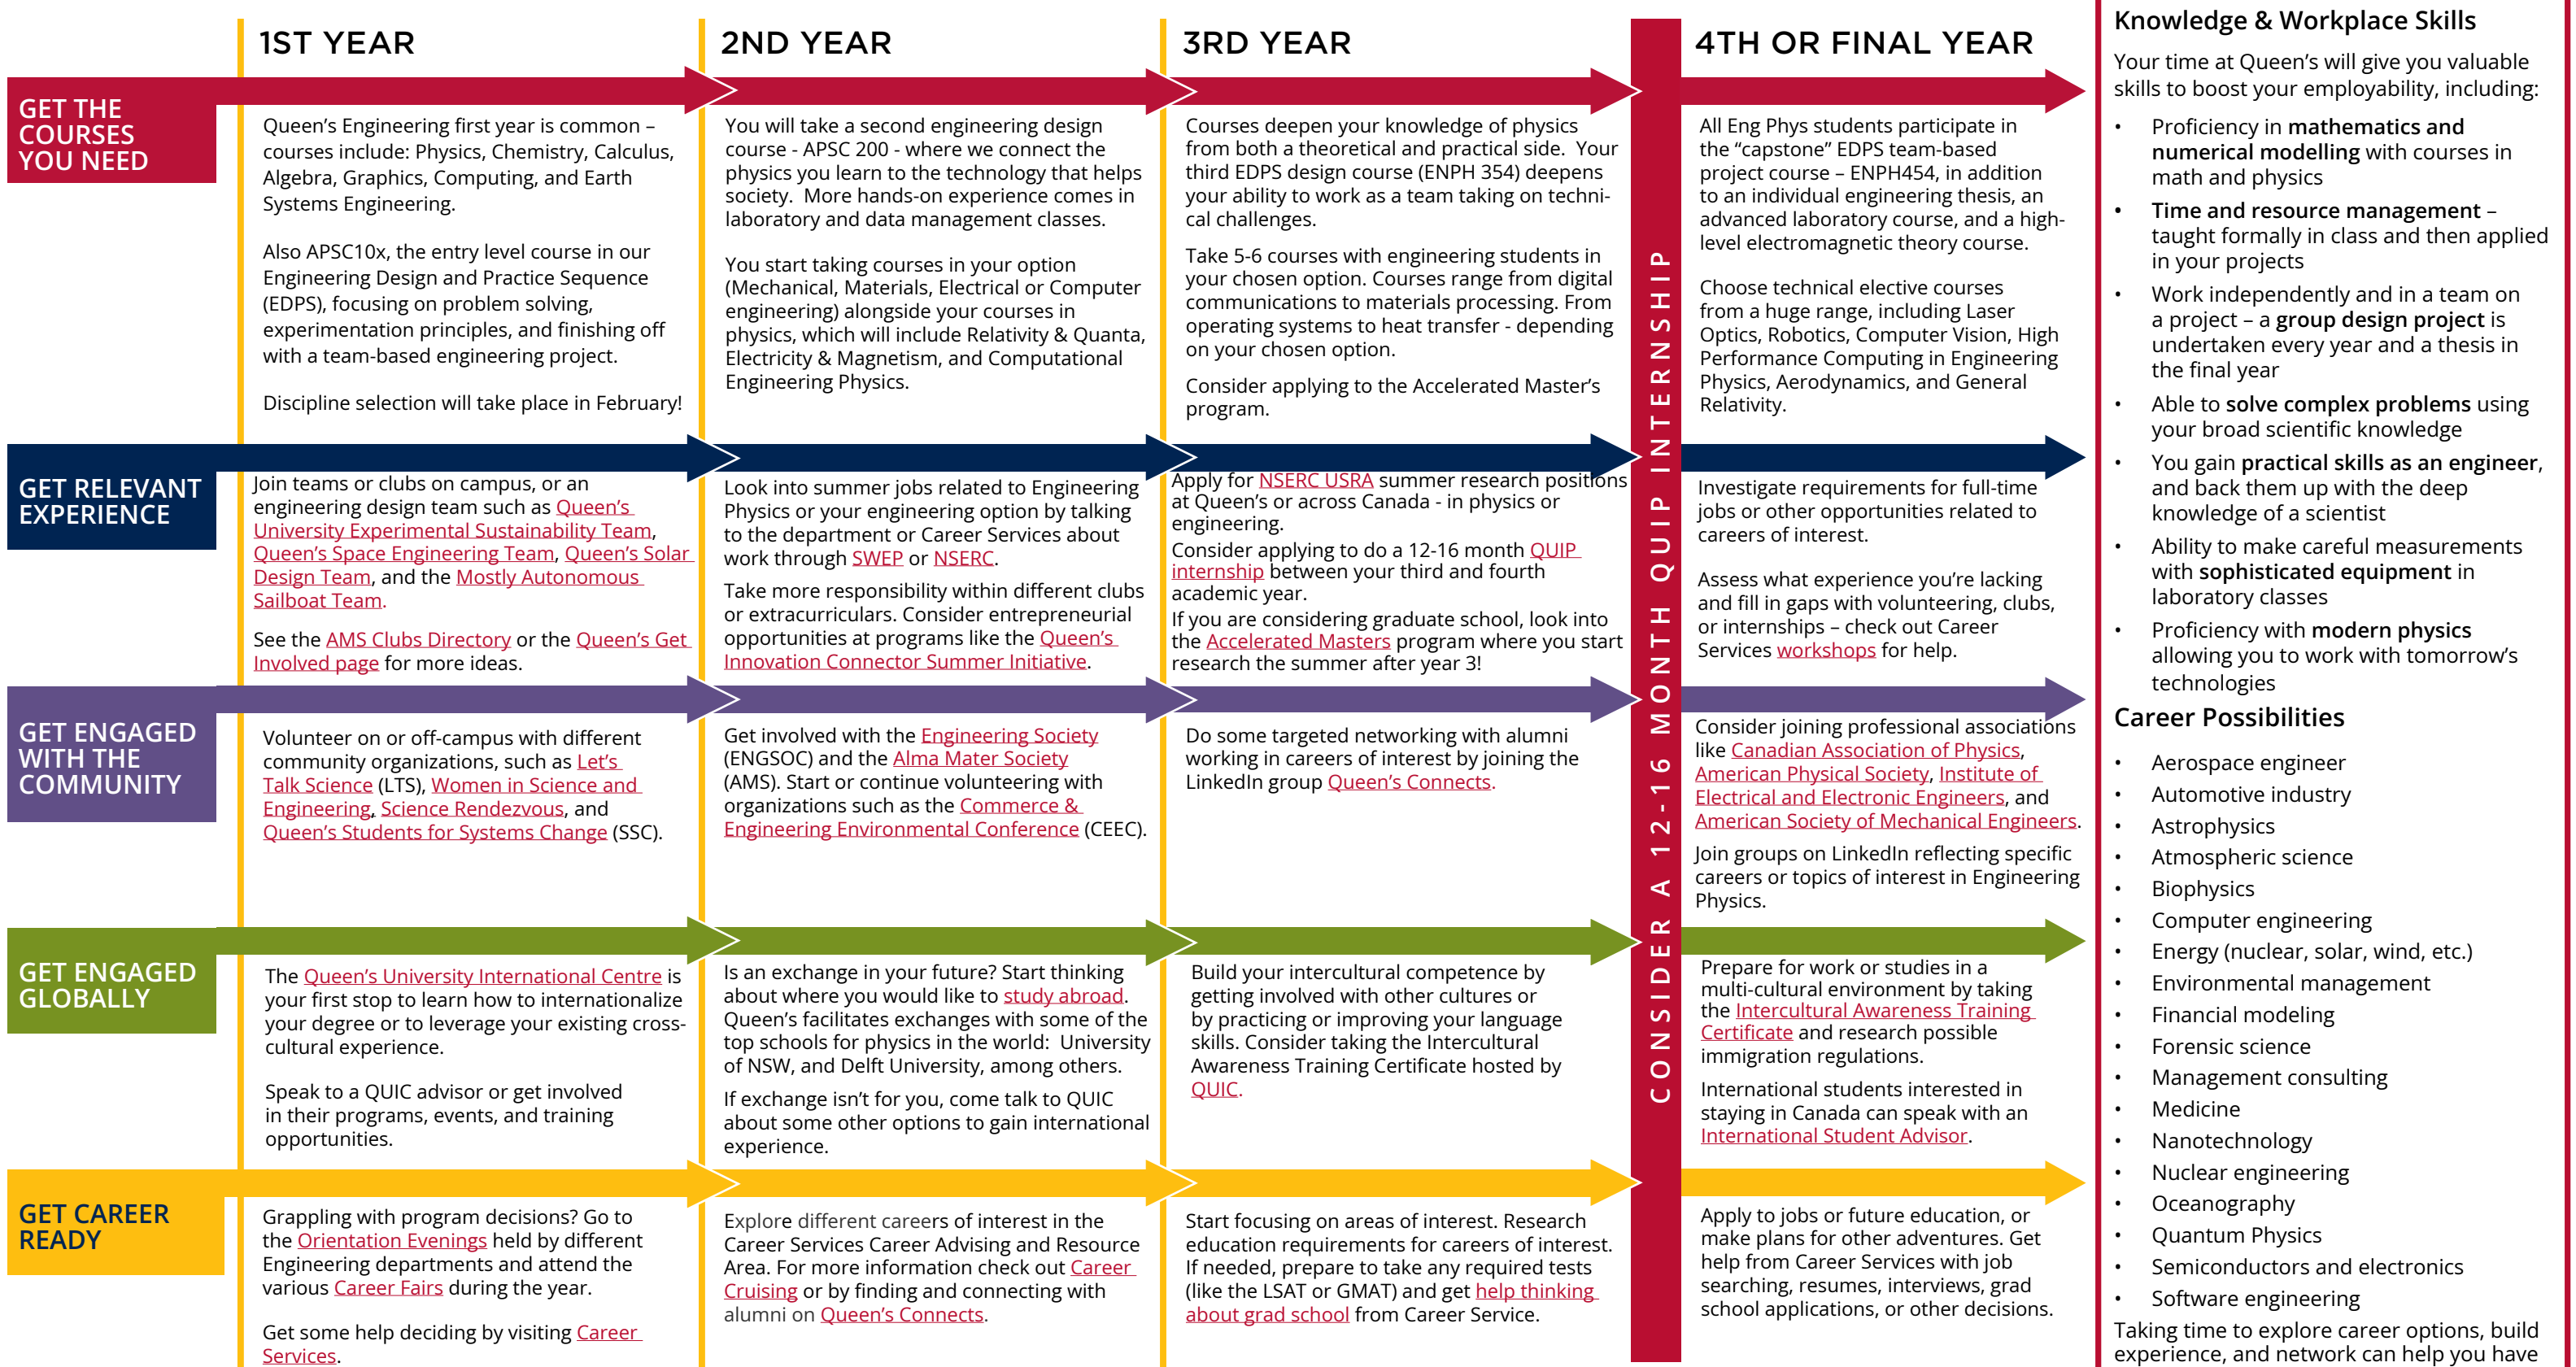 1ST YEAR
2ND YEAR
3RD YEAR
4TH OR FINAL YEAR
GET THE
COURSES
YOU NEED
Queen's Engineering first year is common –
courses include: Physics, Chemistry, Calculus,
Algebra, Graphics, Computing, and Earth
Systems Engineering.
Also APSC10x, the entry level course in our
Engineering Design and Practice Sequence
(EDPS), focusing on problem solving,
experimentation principles, and finishing off
with a team-based engineering project.
Discipline selection will take place in February!
You will take a second engineering design
course - APSC 200 - where we connect the
physics you learn to the technology that helps
society.  More hands-on experience comes in
laboratory and data management classes.
You start taking courses in your option
(Mechanical, Materials, Electrical or Computer
engineering) alongside your courses in
physics, which will include Relativity & Quanta,
Electricity & Magnetism, and Computational
Engineering Physics.
Courses deepen your knowledge of physics
from both a theoretical and practical side.  Your
third EDPS design course (ENPH 354) deepens
your ability to work as a team taking on techni-
cal challenges.
Take 5-6 courses with engineering students in
your chosen option. Courses range from digital
communications to materials processing. From
operating systems to heat transfer - depending
on your chosen option.
Consider applying to the Accelerated Master's
program.
All Eng Phys students participate in
the "capstone" EDPS team-based
project course – ENPH454, in addition
to an individual engineering thesis, an
advanced laboratory course, and a high-
level electromagnetic theory course.
Choose technical elective courses
from a huge range, including Laser
Optics, Robotics, Computer Vision, High
Performance Computing in Engineering
Physics, Aerodynamics, and General
Relativity.
GET RELEVANT
EXPERIENCE
Join teams or clubs on campus, or an
engineering design team such as Queen's
University Experimental Sustainability Team,
Queen's Space Engineering Team, Queen's Solar
Design Team, and the Mostly Autonomous
Sailboat Team.
See the AMS Clubs Directory or the Queen's Get
Involved page for more ideas.
Look into summer jobs related to Engineering
Physics or your engineering option by talking
to the department or Career Services about
work through SWEP or NSERC.
Take more responsibility within different clubs
or extracurriculars. Consider entrepreneurial
opportunities at programs like the Queen's
Innovation Connector Summer Initiative.
Apply for NSERC USRA summer research positions
at Queen's or across Canada - in physics or
engineering.
Consider applying to do a 12-16 month QUIP
internship between your third and fourth
academic year.
If you are considering graduate school, look into
the Accelerated Masters program where you start
research the summer after year 3!
Investigate requirements for full-time
jobs or other opportunities related to
careers of interest.
Assess what experience you're lacking
and fill in gaps with volunteering, clubs,
or internships – check out Career
Services workshops for help.
GET ENGAGED
WITH THE
COMMUNITY
Volunteer on or off-campus with different
community organizations, such as Let's
Talk Science (LTS), Women in Science and
Engineering, Science Rendezvous, and
Queen's Students for Systems Change (SSC).
Get involved with the Engineering Society
(ENGSOC) and the Alma Mater Society
(AMS). Start or continue volunteering with
organizations such as the Commerce &
Engineering Environmental Conference (CEEC).
Do some targeted networking with alumni
working in careers of interest by joining the
LinkedIn group Queen's Connects.
Consider joining professional associations
like Canadian Association of Physics,
American Physical Society, Institute of
Electrical and Electronic Engineers, and
American Society of Mechanical Engineers.
Join groups on LinkedIn reflecting specific
careers or topics of interest in Engineering
Physics.
GET ENGAGED
GLOBALLY
The Queen's University International Centre is
your first stop to learn how to internationalize
your degree or to leverage your existing cross-
cultural experience.
Speak to a QUIC advisor or get involved
in their programs, events, and training
opportunities.
Is an exchange in your future? Start thinking
about where you would like to study abroad.
Queen's facilitates exchanges with some of the
top schools for physics in the world:  University
of NSW, and Delft University, among others.
If exchange isn't for you, come talk to QUIC
about some other options to gain international
experience.
Build your intercultural competence by
getting involved with other cultures or
by practicing or improving your language
skills. Consider taking the Intercultural
Awareness Training Certificate hosted by
QUIC.
Prepare for work or studies in a
multi-cultural environment by taking
the Intercultural Awareness Training
Certificate and research possible
immigration regulations.
International students interested in
staying in Canada can speak with an
International Student Advisor.
GET CAREER
READY
Grappling with program decisions? Go to
the Orientation Evenings held by different
Engineering departments and attend the
various Career Fairs during the year.
Get some help deciding by visiting Career
Services.
Explore different careers of interest in the
Career Services Career Advising and Resource
Area. For more information check out Career
Cruising or by finding and connecting with
alumni on Queen's Connects.
Start focusing on areas of interest. Research
education requirements for careers of interest.
If needed, prepare to take any required tests
(like the LSAT or GMAT) and get help thinking
about grad school from Career Service.
Apply to jobs or future education, or
make plans for other adventures. Get
help from Career Services with job
searching, resumes, interviews, grad
school applications, or other decisions.
CONSIDER A 12-16 MONTH QUIP INTERNSHIP
Knowledge & Workplace Skills
Your time at Queen's will give you valuable
skills to boost your employability, including:
• Proficiency in mathematics and
numerical modelling with courses in
math and physics
• Time and resource management –
taught formally in class and then applied
in your projects
• Work independently and in a team on
a project – a group design project is
undertaken every year and a thesis in
the final year
• Able to solve complex problems using
your broad scientific knowledge
• You gain practical skills as an engineer,
and back them up with the deep
knowledge of a scientist
• Ability to make careful measurements
with sophisticated equipment in
laboratory classes
• Proficiency with modern physics
allowing you to work with tomorrow's
technologies
Career Possibilities
• Aerospace engineer
• Automotive industry
• Astrophysics
• Atmospheric science
• Biophysics
• Computer engineering
• Energy (nuclear, solar, wind, etc.)
• Environmental management
• Financial modeling
• Forensic science
• Management consulting
• Medicine
• Nanotechnology
• Nuclear engineering
• Oceanography
• Quantum Physics
• Semiconductors and electronics
• Software engineering
Taking time to explore career options, build
experience, and network can help you have